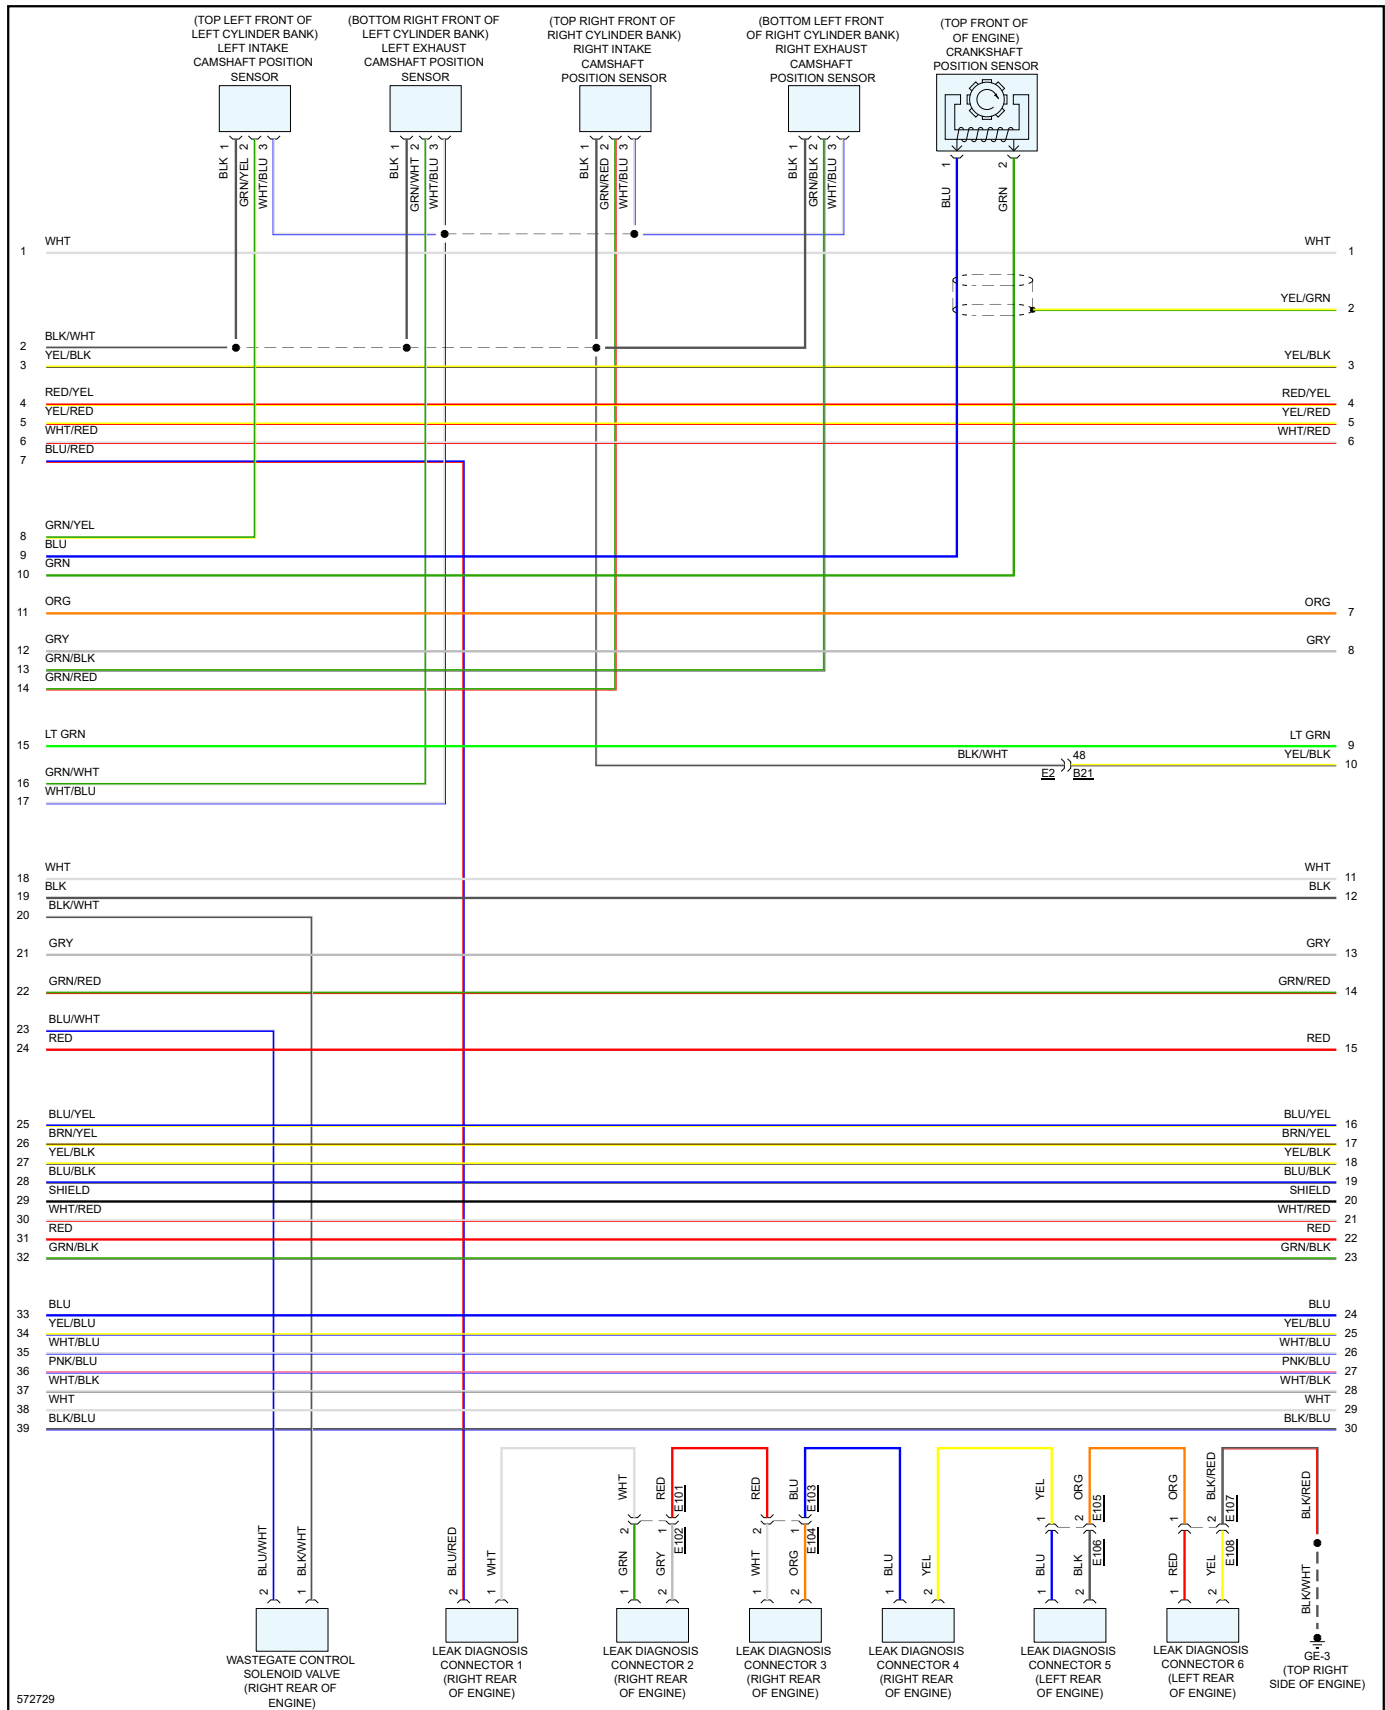 (TOP LEFT FRONT OF
LEFT CYLINDER BANK)
LEFT INTAKE
CAMSHAFT POSITION
SENSOR
(BOTTOM RIGHT FRONT OF
LEFT CYLINDER BANK)
LEFT EXHAUST
CAMSHAFT POSITION
SENSOR
(TOP RIGHT FRONT OF
RIGHT CYLINDER BANK)
RIGHT INTAKE
CAMSHAFT
POSITION SENSOR
(BOTTOM LEFT FRONT
OF RIGHT CYLINDER BANK)
RIGHT EXHAUST
CAMSHAFT
POSITION SENSOR
(TOP FRONT OF
OF ENGINE)
CRANKSHAFT
POSITION SENSOR
BLK 1
GRN/YEL 2
WHT/BLU 3
BLK 1
GRN/WHT 2
WHT/BLU 3
BLK 1
GRN/RED 2
WHT/BLU 3
BLK 1
GRN/BLK 2
WHT/BLU 3
BLU 1
GRN 2
1 WHT WHT 1
YEL/GRN 2
2 BLK/WHT
3 YEL/BLK YEL/BLK 3
4 RED/YEL RED/YEL 4
5 YEL/RED YEL/RED 5
6 WHT/RED WHT/RED 6
7 BLU/RED
8 GRN/YEL
9 BLU
10 GRN
11 ORG ORG 7
12 GRY GRY 8
13 GRN/BLK
14 GRN/RED
15 LT GRN LT GRN 9
BLK/WHT 48 YEL/BLK 10
E2 B21
16 GRN/WHT
17 WHT/BLU
18 WHT WHT 11
19 BLK BLK 12
20 BLK/WHT
21 GRY GRY 13
22 GRN/RED GRN/RED 14
23 BLU/WHT
24 RED RED 15
25 BLU/YEL BLU/YEL 16
26 BRN/YEL BRN/YEL 17
27 YEL/BLK YEL/BLK 18
28 BLU/BLK BLU/BLK 19
29 SHIELD SHIELD 20
30 WHT/RED WHT/RED 21
31 RED RED 22
32 GRN/BLK GRN/BLK 23
33 BLU BLU 24
34 YEL/BLU YEL/BLU 25
35 WHT/BLU WHT/BLU 26
36 PNK/BLU PNK/BLU 27
37 WHT/BLK WHT/BLK 28
38 WHT WHT 29
39 BLK/BLU BLK/BLU 30
2 BLU/WHT
1 BLK/WHT
2 BLU/RED
1 WHT
WHT 2
RED 1
E101
E102
1 GRN
2 GRY
RED 2
BLU 1
E103
E104
1 WHT
2 ORG
1 BLU
2 YEL
YEL 1
ORG 2
E105
E106
1 BLU
2 BLK
ORG 1
BLK/RED 2
E107
E108
1 RED
2 YEL
BLK/RED
BLK/WHT
WASTEGATE CONTROL
SOLENOID VALVE
(RIGHT REAR OF
ENGINE)
LEAK DIAGNOSIS
CONNECTOR 1
(RIGHT REAR
OF ENGINE)
LEAK DIAGNOSIS
CONNECTOR 2
(RIGHT REAR
OF ENGINE)
LEAK DIAGNOSIS
CONNECTOR 3
(RIGHT REAR
OF ENGINE)
LEAK DIAGNOSIS
CONNECTOR 4
(RIGHT REAR
OF ENGINE)
LEAK DIAGNOSIS
CONNECTOR 5
(LEFT REAR
OF ENGINE)
LEAK DIAGNOSIS
CONNECTOR 6
(LEFT REAR
OF ENGINE)
GE-3
(TOP RIGHT
SIDE OF ENGINE)
572729